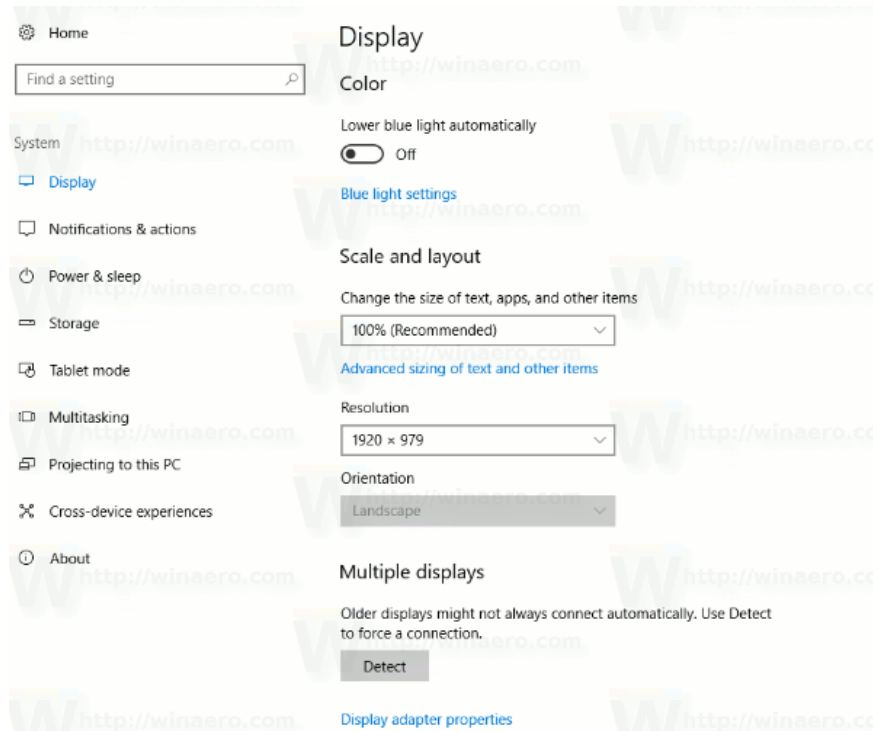 Home
Find a setting
System
Display
Notifications & actions
Power & sleep
Storage
Tablet mode
Multitasking
Projecting to this PC
Cross-device experiences
About
Display
Color
Lower blue light automatically
Off
Blue light settings
Scale and layout
Change the size of text, apps, and other items
100% (Recommended)
Advanced sizing of text and other items
Resolution
1920 × 979
Orientation
Landscape
Multiple displays
Older displays might not always connect automatically. Use Detect
to force a connection.
Detect
Display adapter properties
http://winaero.com